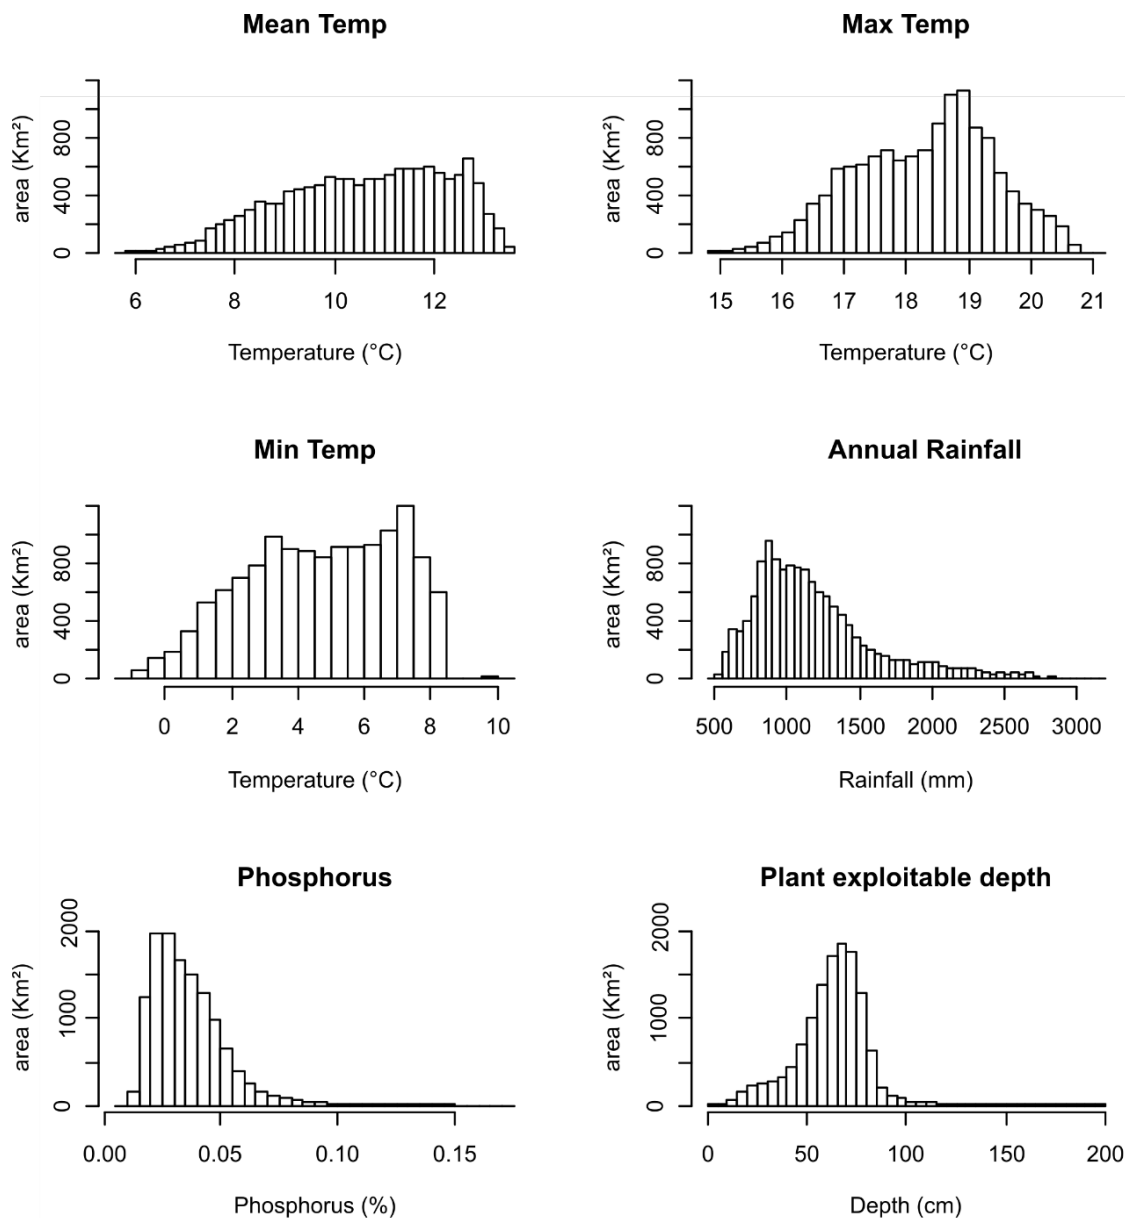 Mean Temp
area (Km²)
0 400 800
6 8 10 12
Temperature (°C)
Max Temp
area (Km²)
0 400 800
15 16 17 18 19 20 21
Temperature (°C)
Min Temp
area (Km²)
0 400 800
0 2 4 6 8 10
Temperature (°C)
Annual Rainfall
area (Km²)
0 400 800
500 1000 1500 2000 2500 3000
Rainfall (mm)
Phosphorus
area (Km²)
0 1000 2000
0.00 0.05 0.10 0.15
Phosphorus (%)
Plant exploitable depth
area (Km²)
0 1000 2000
0 50 100 200
Depth (cm)